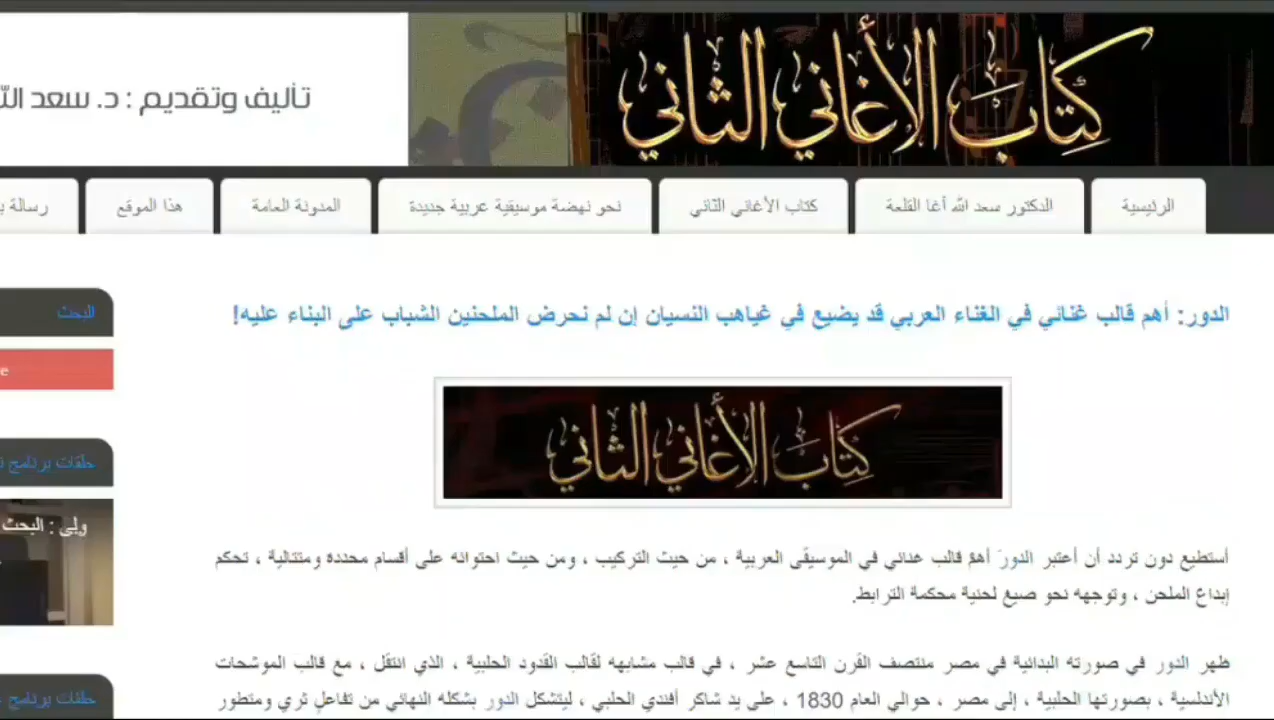 كتاب الأغاني الثاني
تأليف وتقديم : د. سعد
الرئيسية
الدكتور سعد الله آغا القلعة
كتاب الأغاني الثاني
نحو نهضة موسيقية عربية جديدة
المدونة العامة
هذا الموقع
رسالة
الدور: أهم قالب غنائي في الغناء العربي قد يضيع في غياهب النسيان إن لم نحرض الملحنين الشباب على البناء عليه!
البحث
كتاب الأغاني الثاني
حلقات برنامج
ولى : البحث
أستطيع دون تردد أن أعتبر الدورَ أهمَّ قالب غنائي في الموسيقى العربية ، من حيث التركيب ، ومن حيث احتوائه على أقسام محددة ومتتالية ، تحكم
إبداع الملحن ، وتوجهه نحو صيغ لحنية محكمة الترابط.
ظهر الدور في صورته البدائية في مصر منتصف القرن التاسع عشر ، في قالب مشابه لقالب القدود الحلبية ، الذي انتقل ، مع قالب الموشحات
الأندلسية ، بصورتها الحلبية ، إلى مصر ، حوالي العام 1830 ، على يد شاكر أفندي الحلبي ، ليتشكل الدور بشكله النهائي من تفاعلٍ ثري ومتطور
حلقات برنامج